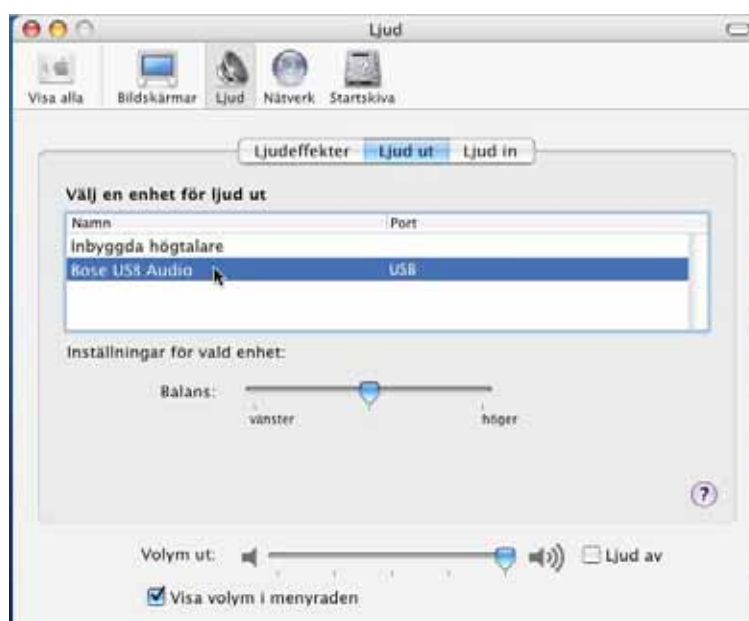 Ljud
Visa alla Bildskärmar Ljud Nätverk Startskiva
Ljudeffekter Ljud ut Ljud in
Välj en enhet för ljud ut
Namn Port
Inbyggda högtalare
Bose USB Audio USB
Inställningar för vald enhet:
Balans:
vänster höger
?
Volym ut: Ljud av
Visa volym i menyraden